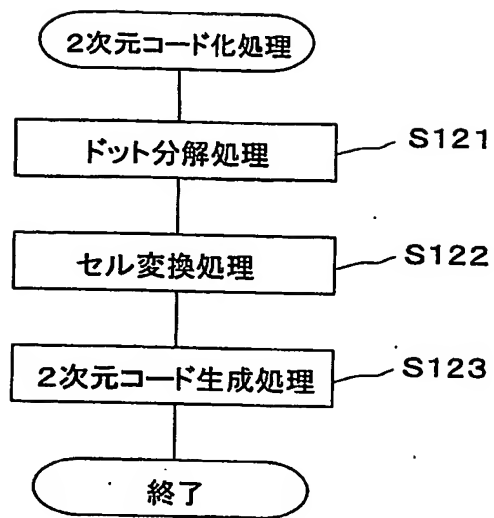 2次元コード化処理
ドット分解処理
S121
セル変換処理
S122
2次元コード生成処理
S123
終了